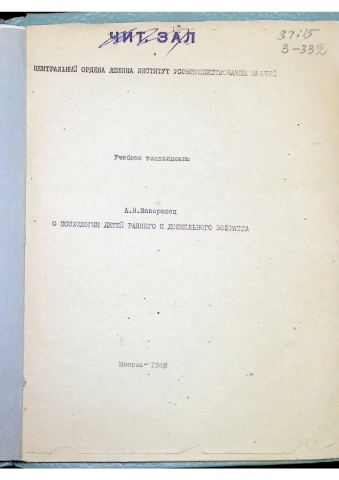 ЧИТ. ЗАЛ
37:15
З-332
ЦЕНТРАЛЬНЫЙ ОРДЕНА ЛЕНИНА ИНСТИТУТ УСОВЕРШЕНСТВОВАНИЯ ВРАЧЕЙ
Учебное телевидение
А.В.Запорожец
О ПСИХОЛОГИИ ДЕТЕЙ РАННЕГО И ДОШКОЛЬНОГО ВОЗРАСТА
Москва-